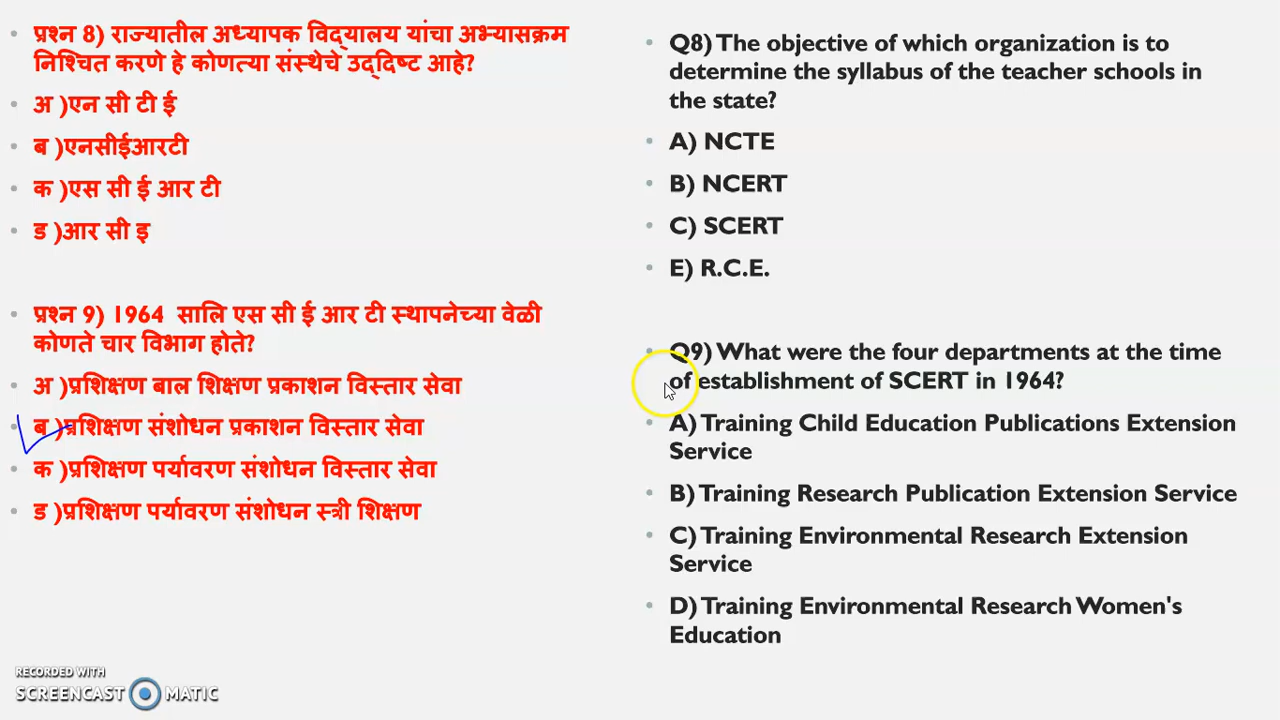 प्रश्न 8) राज्यातील अध्यापक विद्यालय यांचा अभ्यासक्रम
निश्चित करणे हे कोणत्या संस्थेचे उद्दिष्ट आहे?
अ )एन सी टी ई
ब )एनसीईआरटी
क )एस सी ई आर टी
ड )आर सी इ
प्रश्न 9) 1964 सालि एस सी ई आर टी स्थापनेच्या वेळी
कोणते चार विभाग होते?
अ )प्रशिक्षण बाल शिक्षण प्रकाशन विस्तार सेवा
ब )प्रशिक्षण संशोधन प्रकाशन विस्तार सेवा
क )प्रशिक्षण पर्यावरण संशोधन विस्तार सेवा
ड )प्रशिक्षण पर्यावरण संशोधन स्त्री शिक्षण
Q8) The objective of which organization is to
determine the syllabus of the teacher schools in
the state?
A) NCTE
B) NCERT
C) SCERT
E) R.C.E.
Q9) What were the four departments at the time
of establishment of SCERT in 1964?
A) Training Child Education Publications Extension
Service
B) Training Research Publication Extension Service
C) Training Environmental Research Extension
Service
D) Training Environmental Research Women's
Education
RECORDED WITH
SCREENCAST MATIC